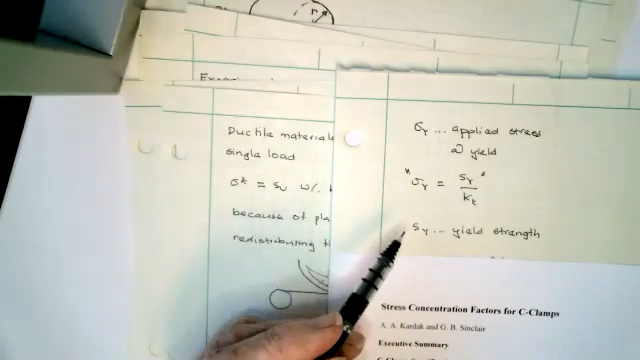 r
Ductile materials
single load
σ* = Su w/.
because of pla
redistributing t
σY ... applied stress
@ yield
"σY = SY / Kt"
SY ... yield strength
Stress Concentration Factors for C-Clamps
A. A. Kardak and G. B. Sinclair
Executive Summary